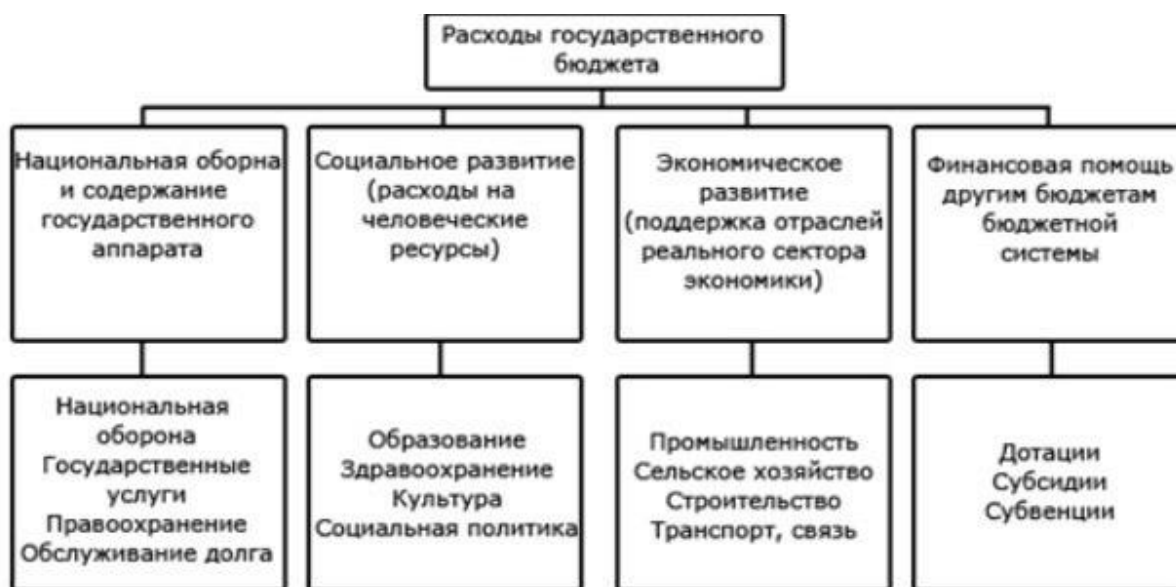 Расходы государственного
бюджета
Национальная оборна
и содержание
государственного
аппарата
Социальное развитие
(расходы на
человеческие
ресурсы)
Экономическое
развитие
(поддержка отраслей
реального сектора
экономики)
Финансовая помощь
другим бюджетам
бюджетной
системы
Национальная
оборона
Государственные
услуги
Правоохранение
Обслуживание долга
Образование
Здравоохранение
Культура
Социальная политика
Промышленность
Сельское хозяйство
Строительство
Транспорт, связь
Дотации
Субсидии
Субвенции